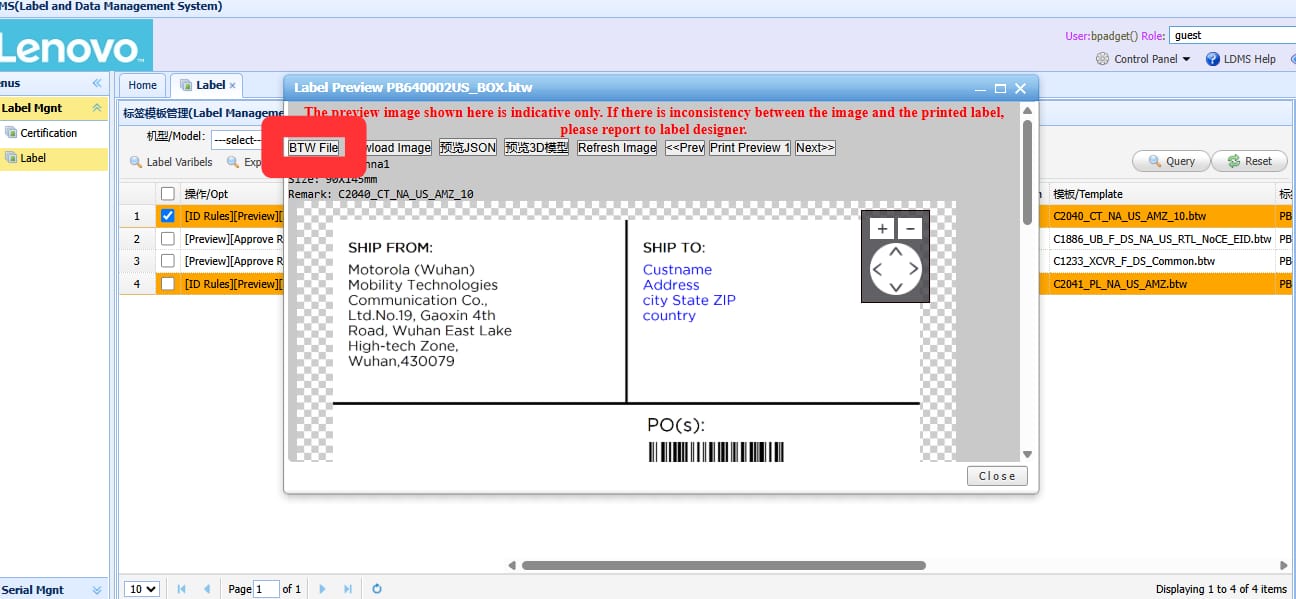 MS(Label and Data Management System)
Lenovo
User:bpadget() Role: guest
Control Panel
LDMS Help
nus
Home
Label ×
Label Preview PB640002US_BOX.btw
Label Mgnt
Certification
Label
标签模板管理(Label Manageme
机型/Model: ---select--
Label Varibels
Exp
Query
Reset
The preview image shown here is indicative only. If there is inconsistency between the image and the printed label,
please report to label designer.
BTW File
wload Image
预览JSON
预览3D模型
Refresh Image
<<Prev
Print Preview 1
Next>>
nna1
Size: 90X145mm
Remark: C2040_CT_NA_US_AMZ_10
操作/Opt
模板/Template
标
1 [ID Rules][Preview][
C2040_CT_NA_US_AMZ_10.btw PB
2 [Preview][Approve R
C1886_UB_F_DS_NA_US_RTL_NoCE_EID.btw PB
3 [Preview][Approve R
C1233_XCVR_F_DS_Common.btw PB
4 [ID Rules][Preview][
C2041_PL_NA_US_AMZ.btw PB
SHIP FROM:
Motorola (Wuhan)
Mobility Technologies
Communication Co.,
Ltd.No.19, Gaoxin 4th
Road, Wuhan East Lake
High-tech Zone,
Wuhan,430079
SHIP TO:
Custname
Address
city State ZIP
country
PO(s):
Close
Serial Mgnt
10
Page 1 of 1
Displaying 1 to 4 of 4 items